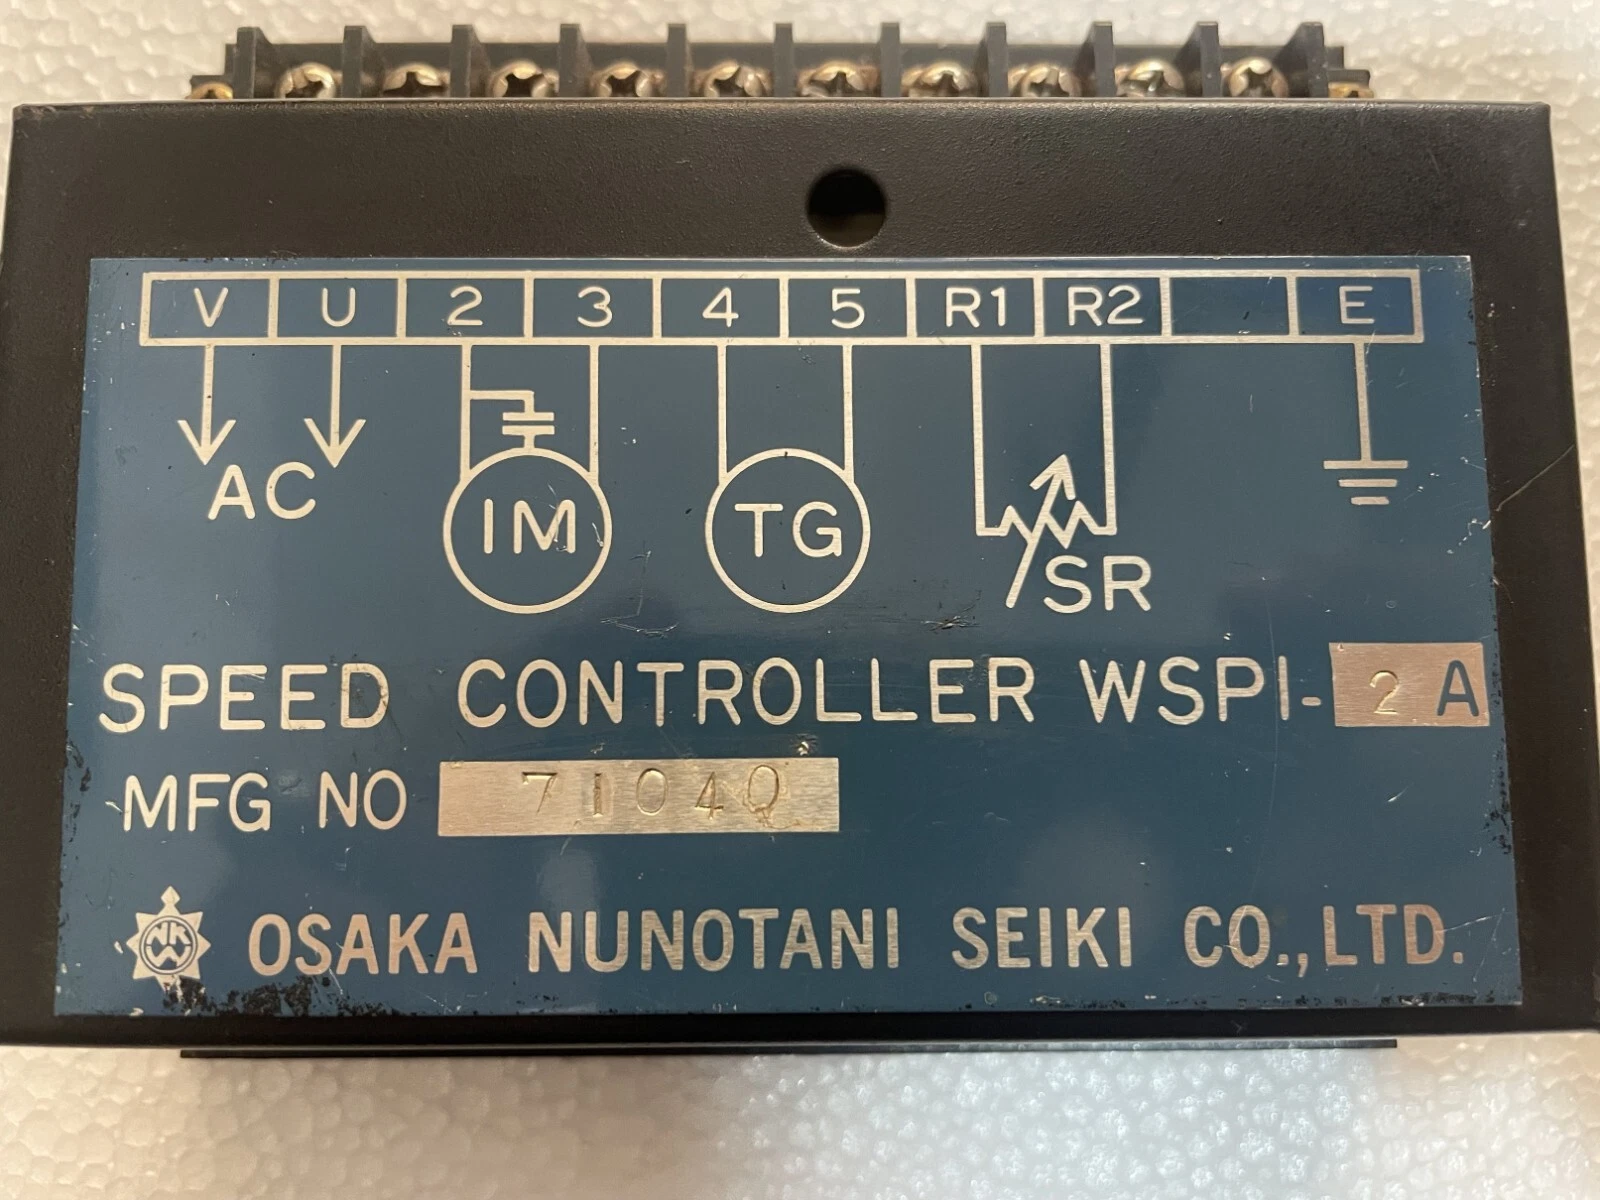 V U 2 3 4 5 R1 R2 E
AC IM TG SR
SPEED CONTROLLER WSPI-2A
MFG NO 71040
NKW OSAKA NUNOTANI SEIKI CO.,LTD.